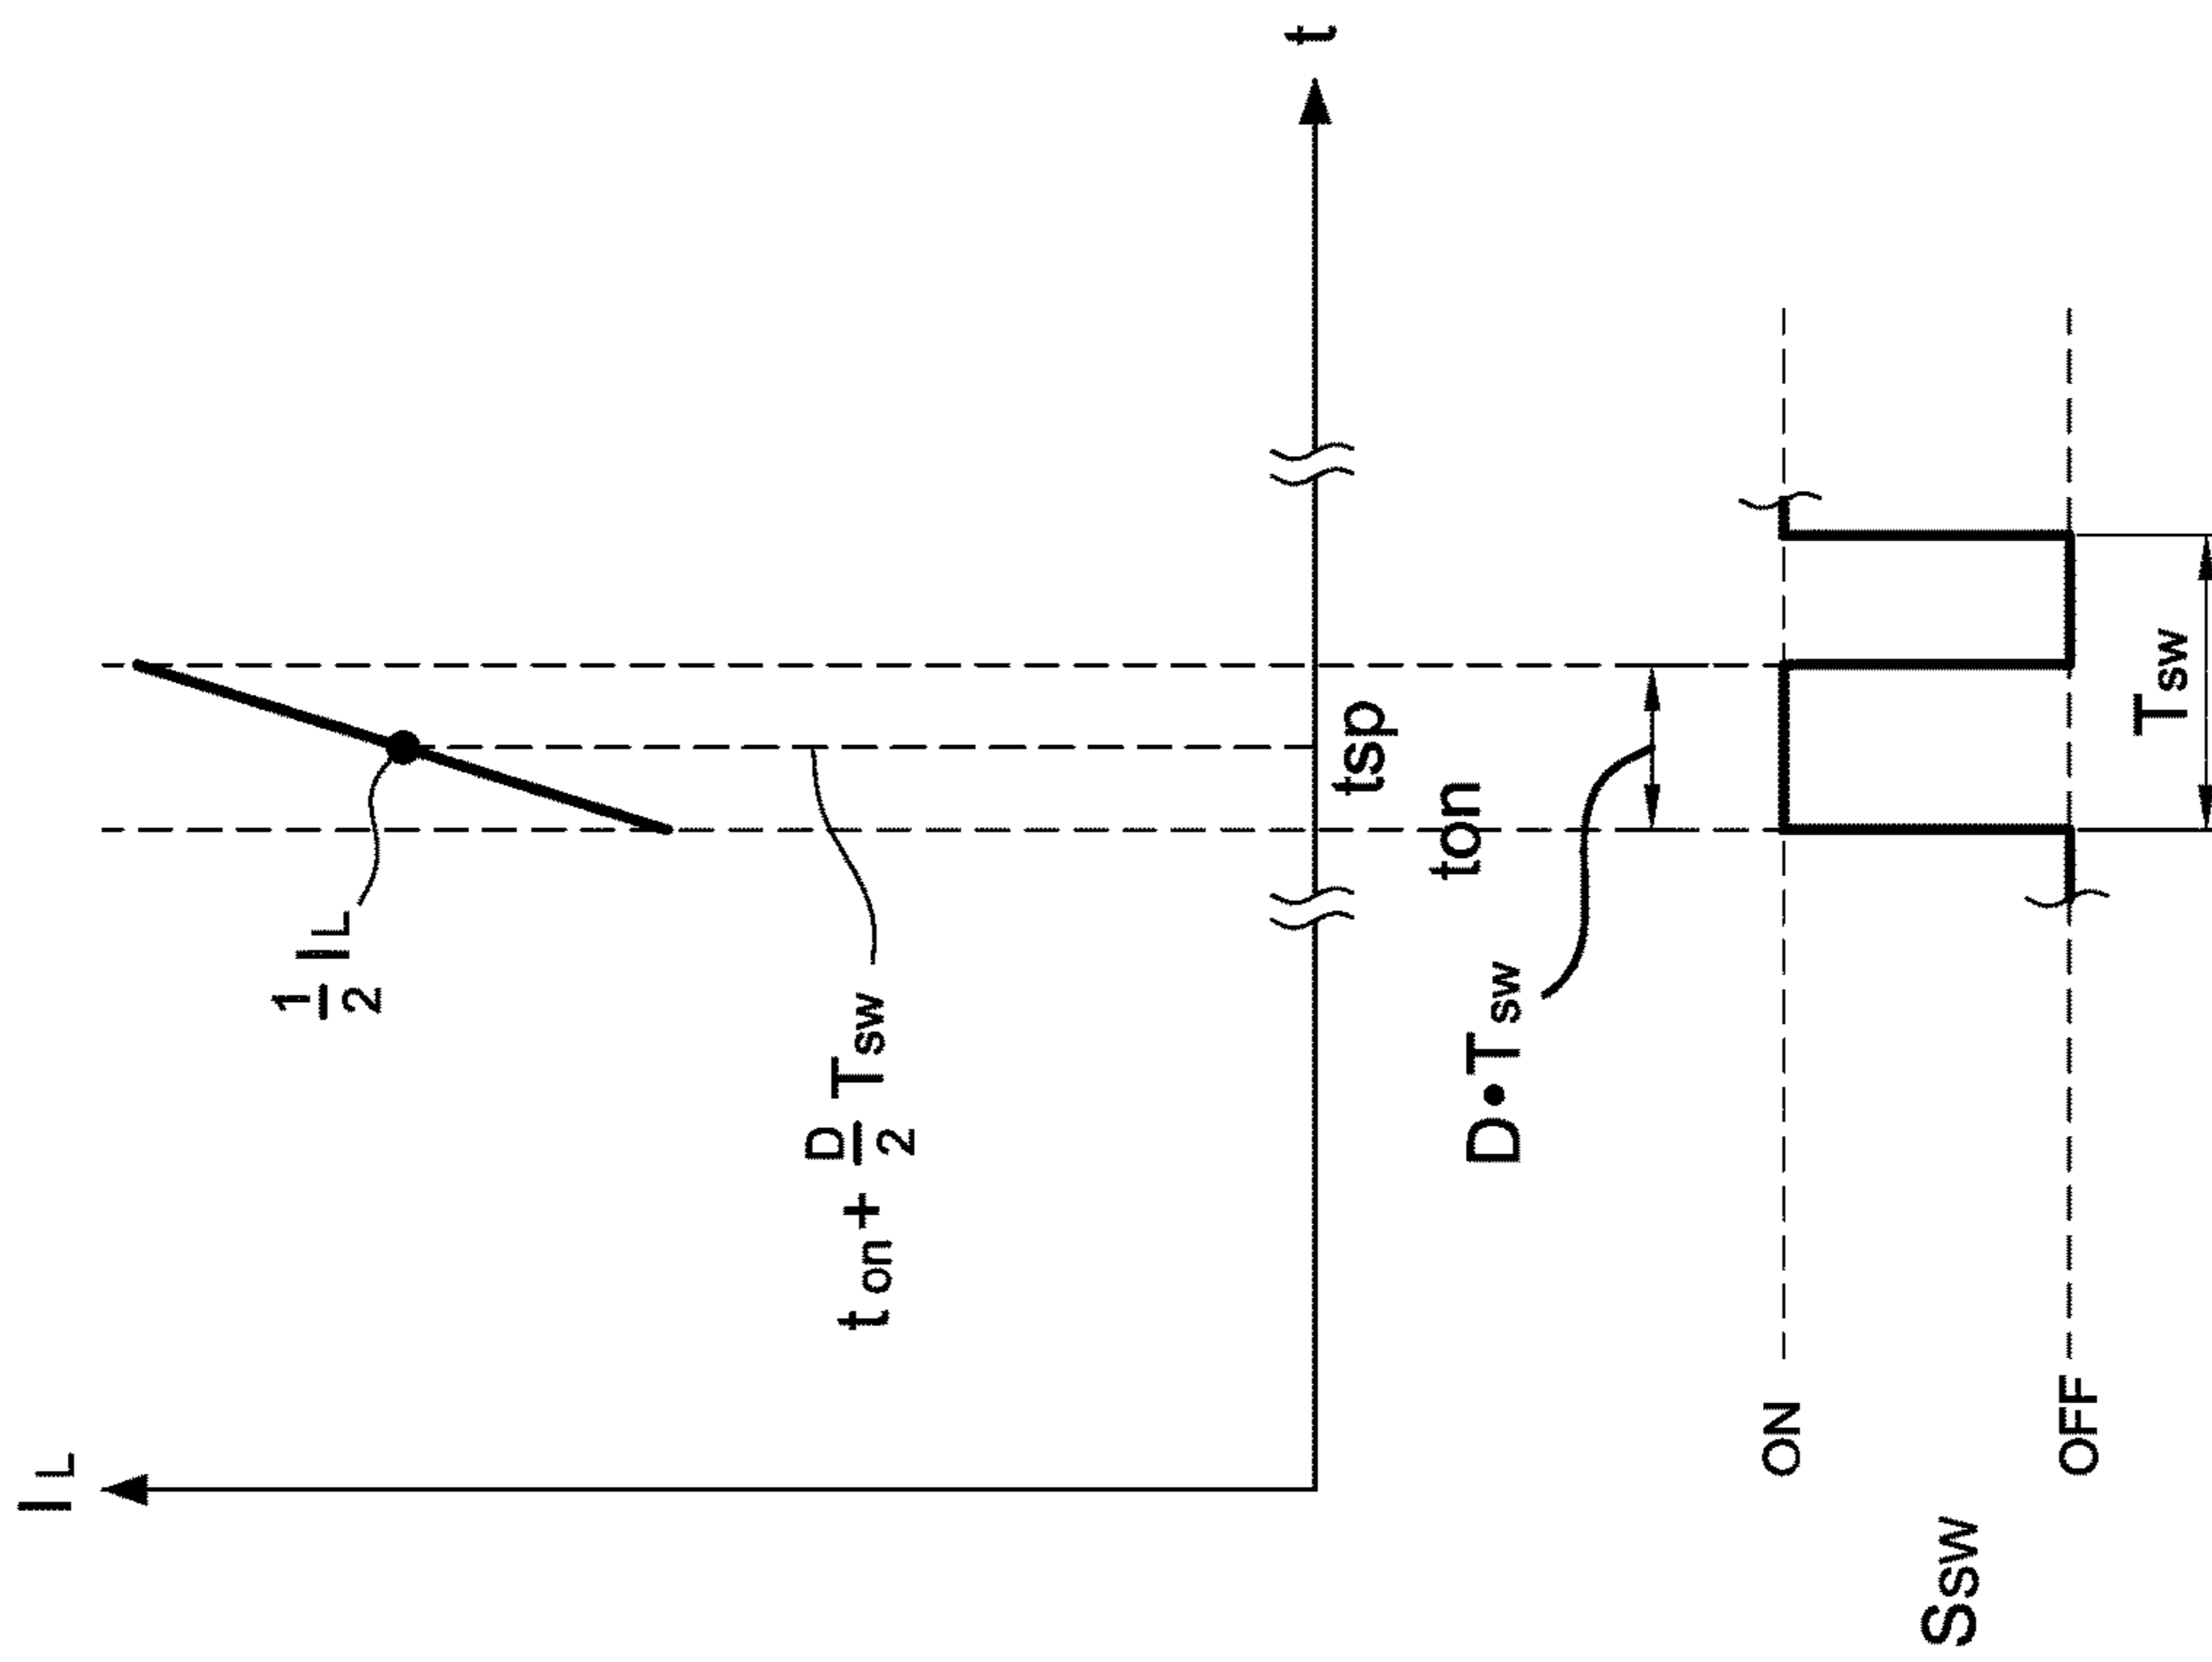 IL
1/2 IL
ton + D/2 Tsw
t
tsp
ton
D•Tsw
ON
SSW
OFF
Tsw